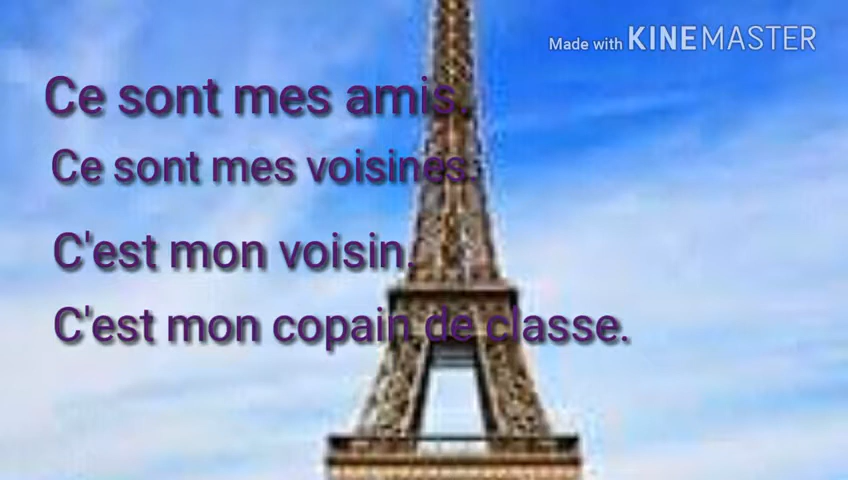 Made with KINEMASTER
Ce sont mes amis.
Ce sont mes voisines.
C'est mon voisin.
C'est mon copain de classe.